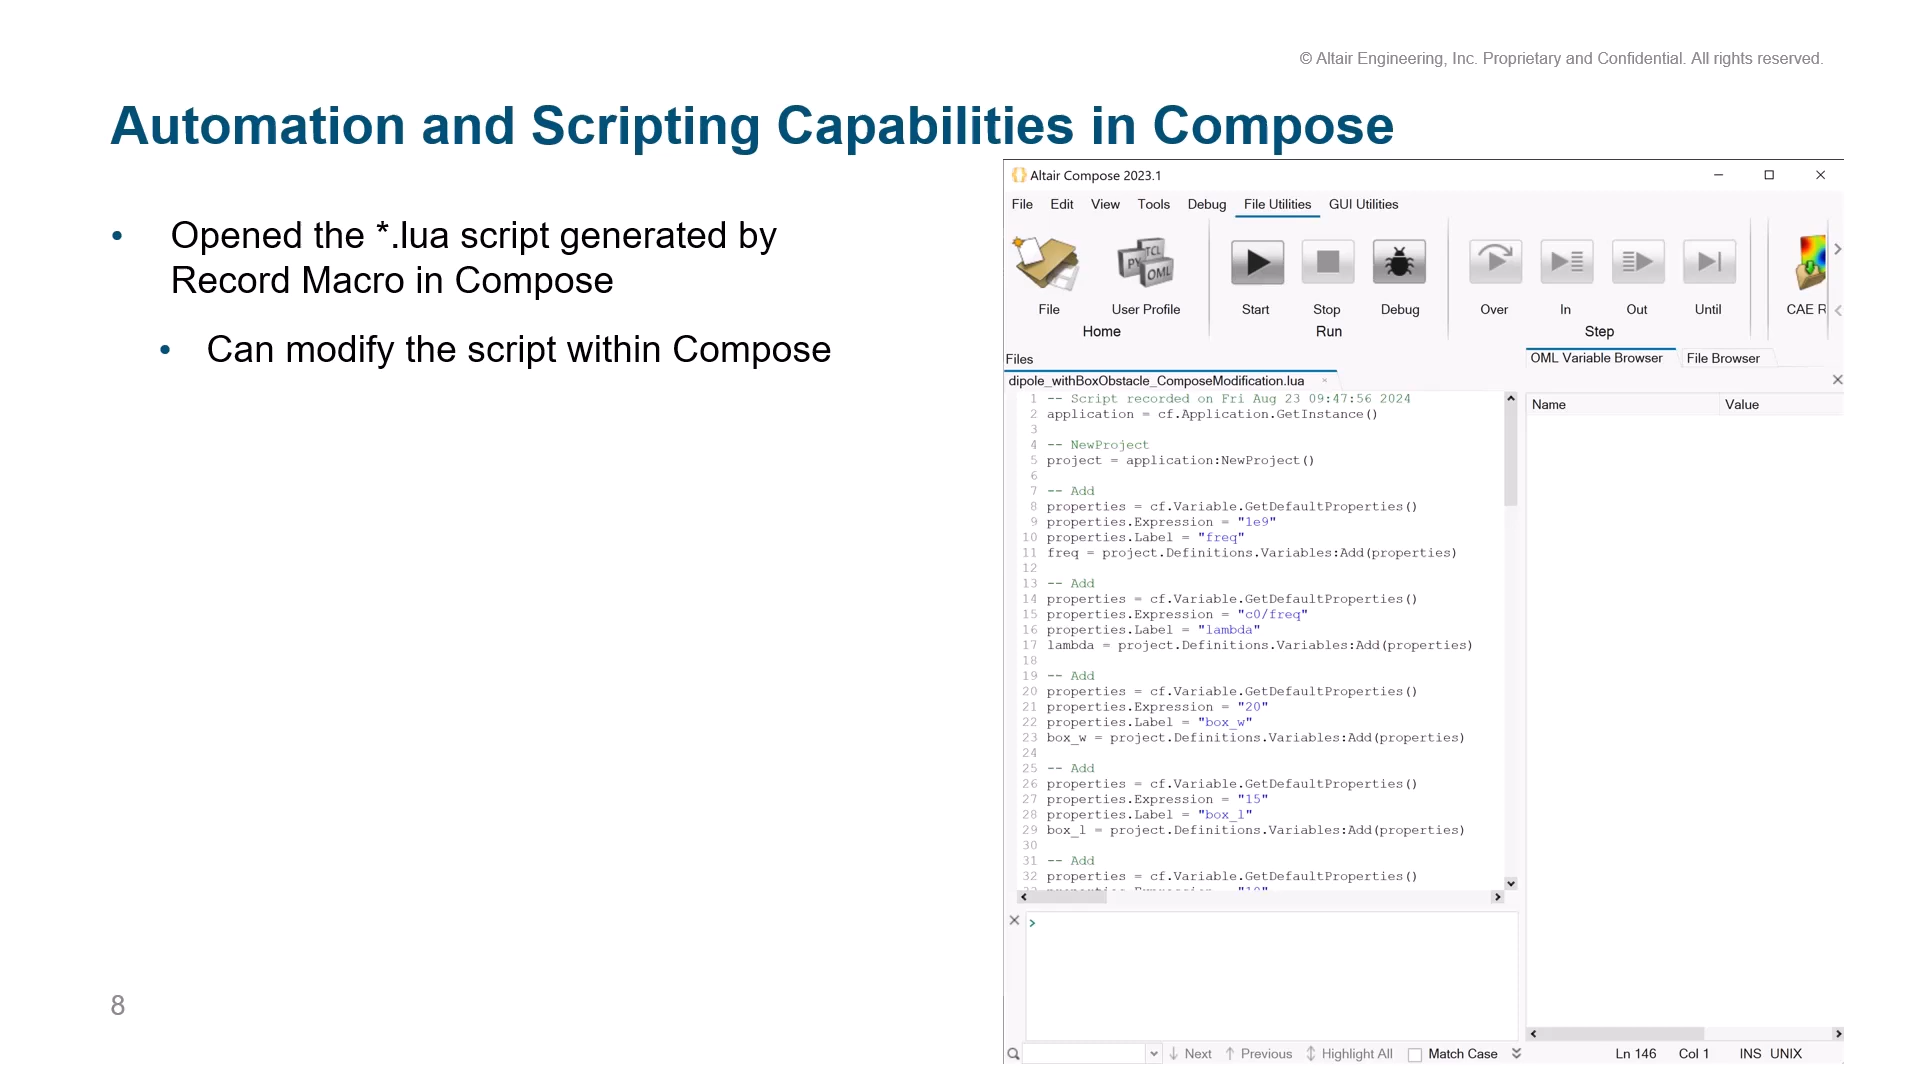 © Altair Engineering, Inc. Proprietary and Confidential. All rights reserved.
Automation and Scripting Capabilities in Compose
• Opened the *.lua script generated by
Record Macro in Compose
• Can modify the script within Compose
8
Altair Compose 2023.1
File Edit View Tools Debug File Utilities GUI Utilities
PY TCL OML
File User Profile Start Stop Debug Over In Out Until CAE R
Home Run Step
Files
OML Variable Browser File Browser
dipole_withBoxObstacle_ComposeModification.lua
Name Value
1 -- Script recorded on Fri Aug 23 09:47:56 2024
2 application = cf.Application.GetInstance()
3
4 -- NewProject
5 project = application:NewProject()
6
7 -- Add
8 properties = cf.Variable.GetDefaultProperties()
9 properties.Expression = "1e9"
10 properties.Label = "freq"
11 freq = project.Definitions.Variables:Add(properties)
12
13 -- Add
14 properties = cf.Variable.GetDefaultProperties()
15 properties.Expression = "c0/freq"
16 properties.Label = "lambda"
17 lambda = project.Definitions.Variables:Add(properties)
18
19 -- Add
20 properties = cf.Variable.GetDefaultProperties()
21 properties.Expression = "20"
22 properties.Label = "box_w"
23 box_w = project.Definitions.Variables:Add(properties)
24
25 -- Add
26 properties = cf.Variable.GetDefaultProperties()
27 properties.Expression = "15"
28 properties.Label = "box_l"
29 box_l = project.Definitions.Variables:Add(properties)
30
31 -- Add
32 properties = cf.Variable.GetDefaultProperties()
>
Next Previous Highlight All Match Case
Ln 146 Col 1 INS UNIX